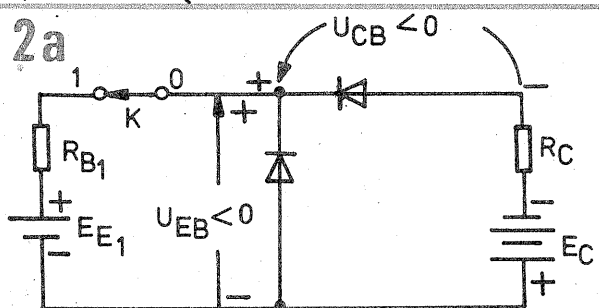 2a
U_CB < 0
1
0
K
+
+
−
R_B1
R_C
+
−
E_E1
U_EB < 0
E_C
−
−
+